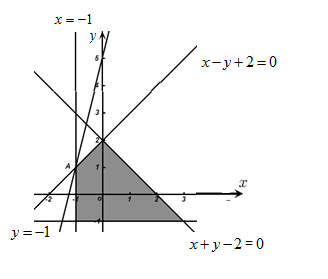 x = −1
y
5
4
x − y + 2 = 0
3
2
A
1
x
−2
−1
0
1
2
3
−1
y = −1
x + y − 2 = 0